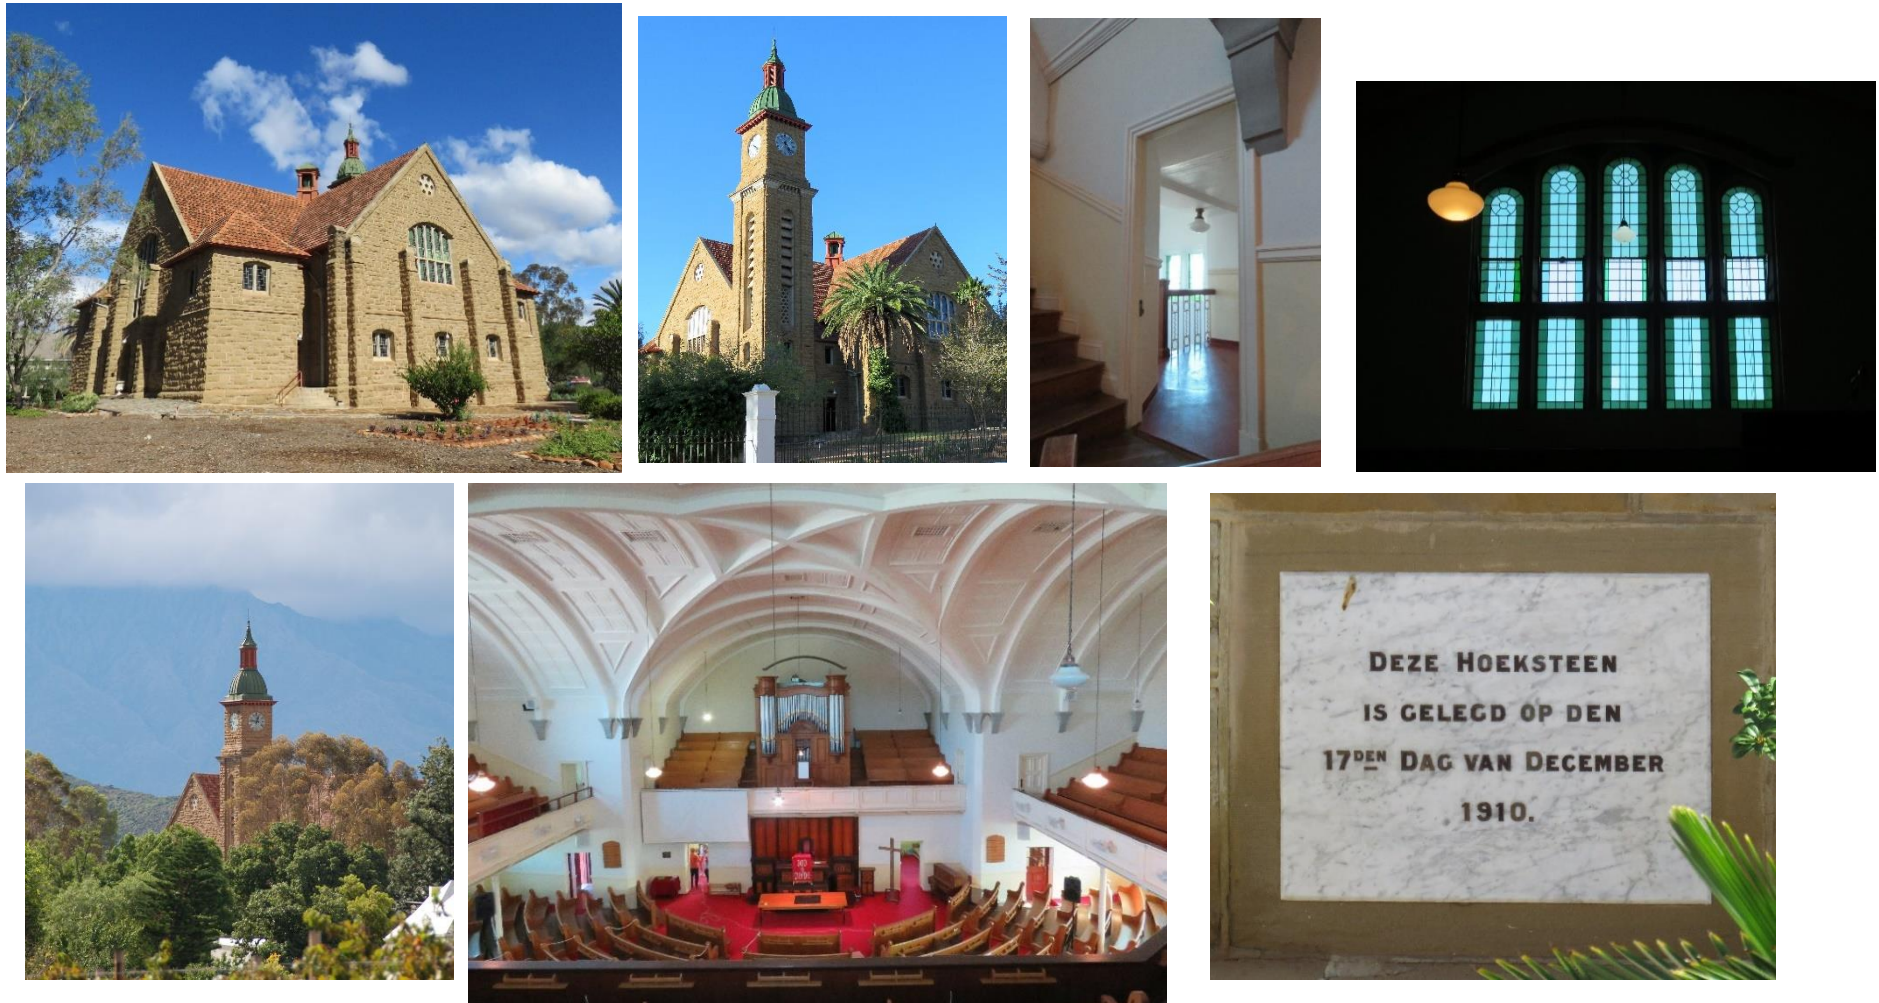 DEZE HOEKSTEEN
IS GELEGD OP DEN
17DEN DAG VAN DECEMBER
1910.